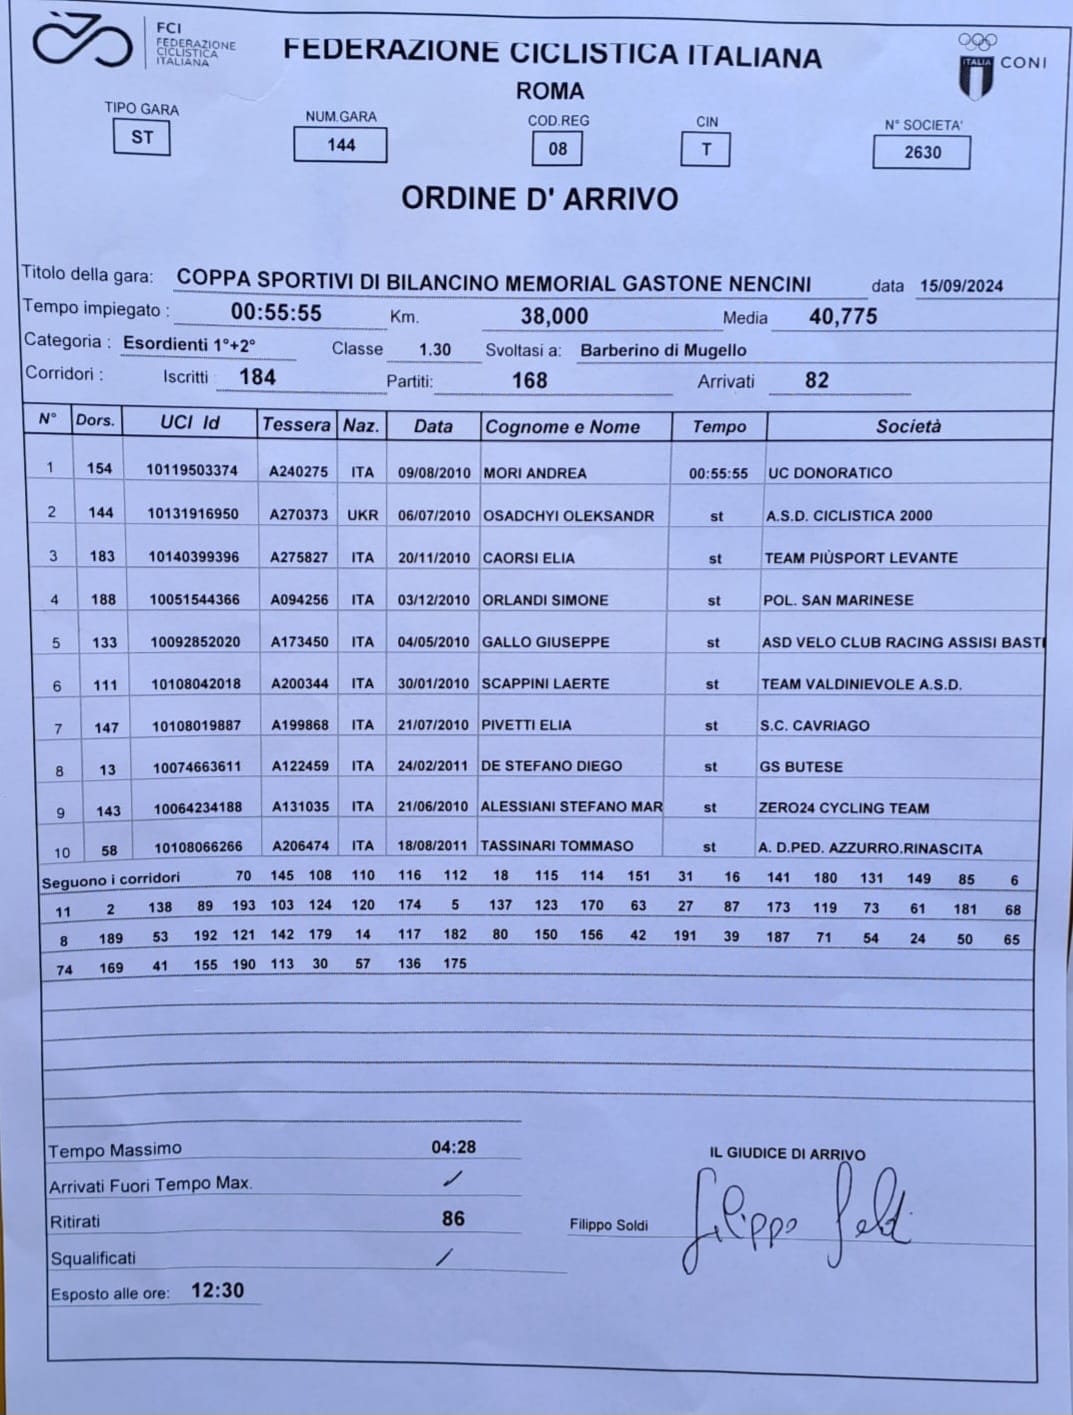 FCI
FEDERAZIONE
CICLISTICA
ITALIANA
FEDERAZIONE CICLISTICA ITALIANA
ITALIA CONI
ROMA
TIPO GARA NUM.GARA COD.REG CIN N° SOCIETA'
ST 144 08 T 2630
ORDINE D' ARRIVO
Titolo della gara: COPPA SPORTIVI DI BILANCINO MEMORIAL GASTONE NENCINI data 15/09/2024
Tempo impiegato : 00:55:55 Km. 38,000 Media 40,775
Categoria : Esordienti 1°+2° Classe 1.30 Svoltasi a: Barberino di Mugello
Corridori : Iscritti 184 Partiti: 168 Arrivati 82
N° Dors. UCI Id Tessera Naz. Data Cognome e Nome Tempo Società
1 154 10119503374 A240275 ITA 09/08/2010 MORI ANDREA 00:55:55 UC DONORATICO
2 144 10131916950 A270373 UKR 06/07/2010 OSADCHYI OLEKSANDR st A.S.D. CICLISTICA 2000
3 183 10140399396 A275827 ITA 20/11/2010 CAORSI ELIA st TEAM PIÙSPORT LEVANTE
4 188 10051544366 A094256 ITA 03/12/2010 ORLANDI SIMONE st POL. SAN MARINESE
5 133 10092852020 A173450 ITA 04/05/2010 GALLO GIUSEPPE st ASD VELO CLUB RACING ASSISI BASTI
6 111 10108042018 A200344 ITA 30/01/2010 SCAPPINI LAERTE st TEAM VALDINIEVOLE A.S.D.
7 147 10108019887 A199868 ITA 21/07/2010 PIVETTI ELIA st S.C. CAVRIAGO
8 13 10074663611 A122459 ITA 24/02/2011 DE STEFANO DIEGO st GS BUTESE
9 143 10064234188 A131035 ITA 21/06/2010 ALESSIANI STEFANO MAR st ZERO24 CYCLING TEAM
10 58 10108066266 A206474 ITA 18/08/2011 TASSINARI TOMMASO st A. D.PED. AZZURRO.RINASCITA
Seguono i corridori 70 145 108 110 116 112 18 115 114 151 31 16 141 180 131 149 85 6
11 2 138 89 193 103 124 120 174 5 137 123 170 63 27 87 173 119 73 61 181 68
8 189 53 192 121 142 179 14 117 182 80 150 156 42 191 39 187 71 54 24 50 65
74 169 41 155 190 113 30 57 136 175
Tempo Massimo 04:28
IL GIUDICE DI ARRIVO
Arrivati Fuori Tempo Max. /
Ritirati 86
Filippo Soldi Filippo Soldi
Squalificati /
Esposto alle ore: 12:30